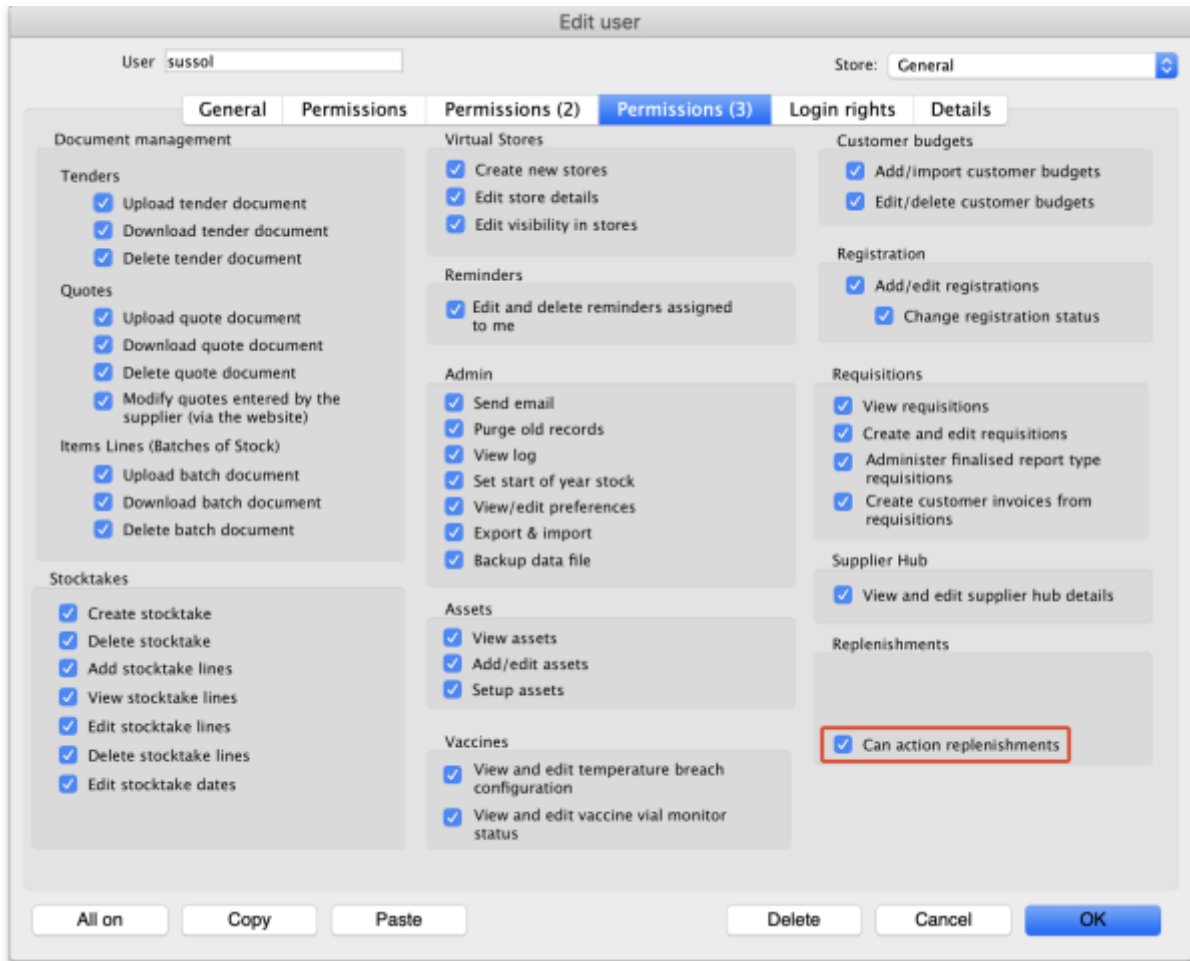 Edit user
User sussol
Store: General
General Permissions Permissions (2) Permissions (3) Login rights Details
Document management
Tenders
Upload tender document
Download tender document
Delete tender document
Quotes
Upload quote document
Download quote document
Delete quote document
Modify quotes entered by the
supplier (via the website)
Items Lines (Batches of Stock)
Upload batch document
Download batch document
Delete batch document
Stocktakes
Create stocktake
Delete stocktake
Add stocktake lines
View stocktake lines
Edit stocktake lines
Delete stocktake lines
Edit stocktake dates
Virtual Stores
Create new stores
Edit store details
Edit visibility in stores
Reminders
Edit and delete reminders assigned
to me
Admin
Send email
Purge old records
View log
Set start of year stock
View/edit preferences
Export & import
Backup data file
Assets
View assets
Add/edit assets
Setup assets
Vaccines
View and edit temperature breach
configuration
View and edit vaccine vial monitor
status
Customer budgets
Add/import customer budgets
Edit/delete customer budgets
Registration
Add/edit registrations
Change registration status
Requisitions
View requisitions
Create and edit requisitions
Administer finalised report type
requisitions
Create customer invoices from
requisitions
Supplier Hub
View and edit supplier hub details
Replenishments
Can action replenishments
All on Copy Paste Delete Cancel OK